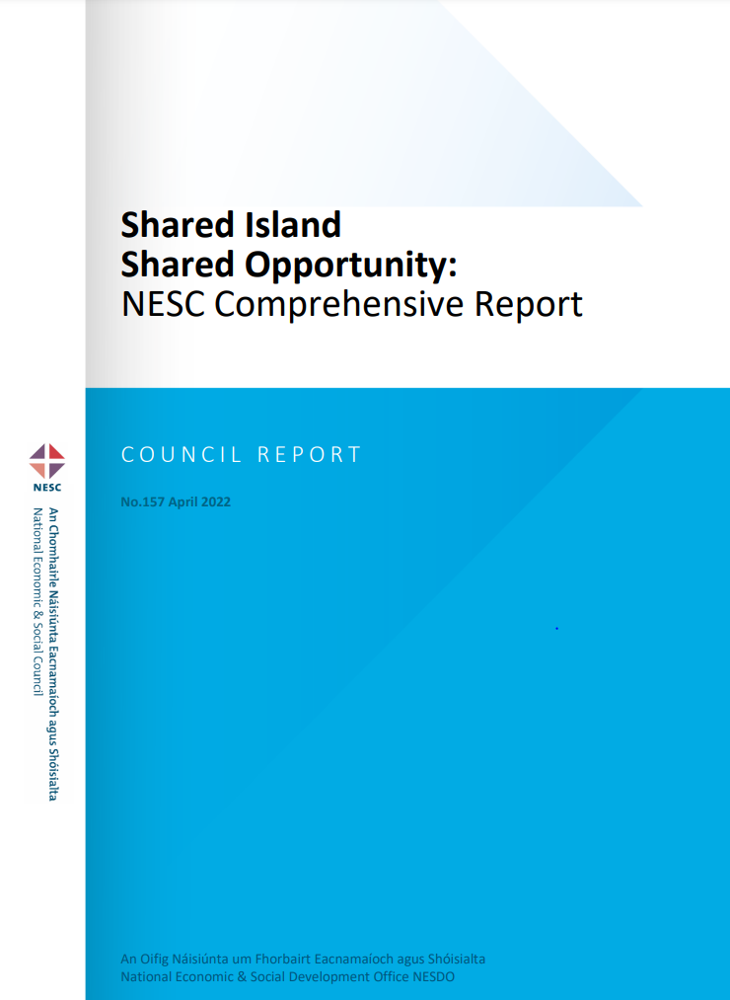 Shared Island
Shared Opportunity:
NESC Comprehensive Report
COUNCIL REPORT
No.157 April 2022
NESC
An Chomhairle Náisiúnta Eacnamaíoch agus Shóisialta
National Economic & Social Council
An Oifig Náisiúnta um Fhorbairt Eacnamaíoch agus Shóisialta
National Economic & Social Development Office NESDO